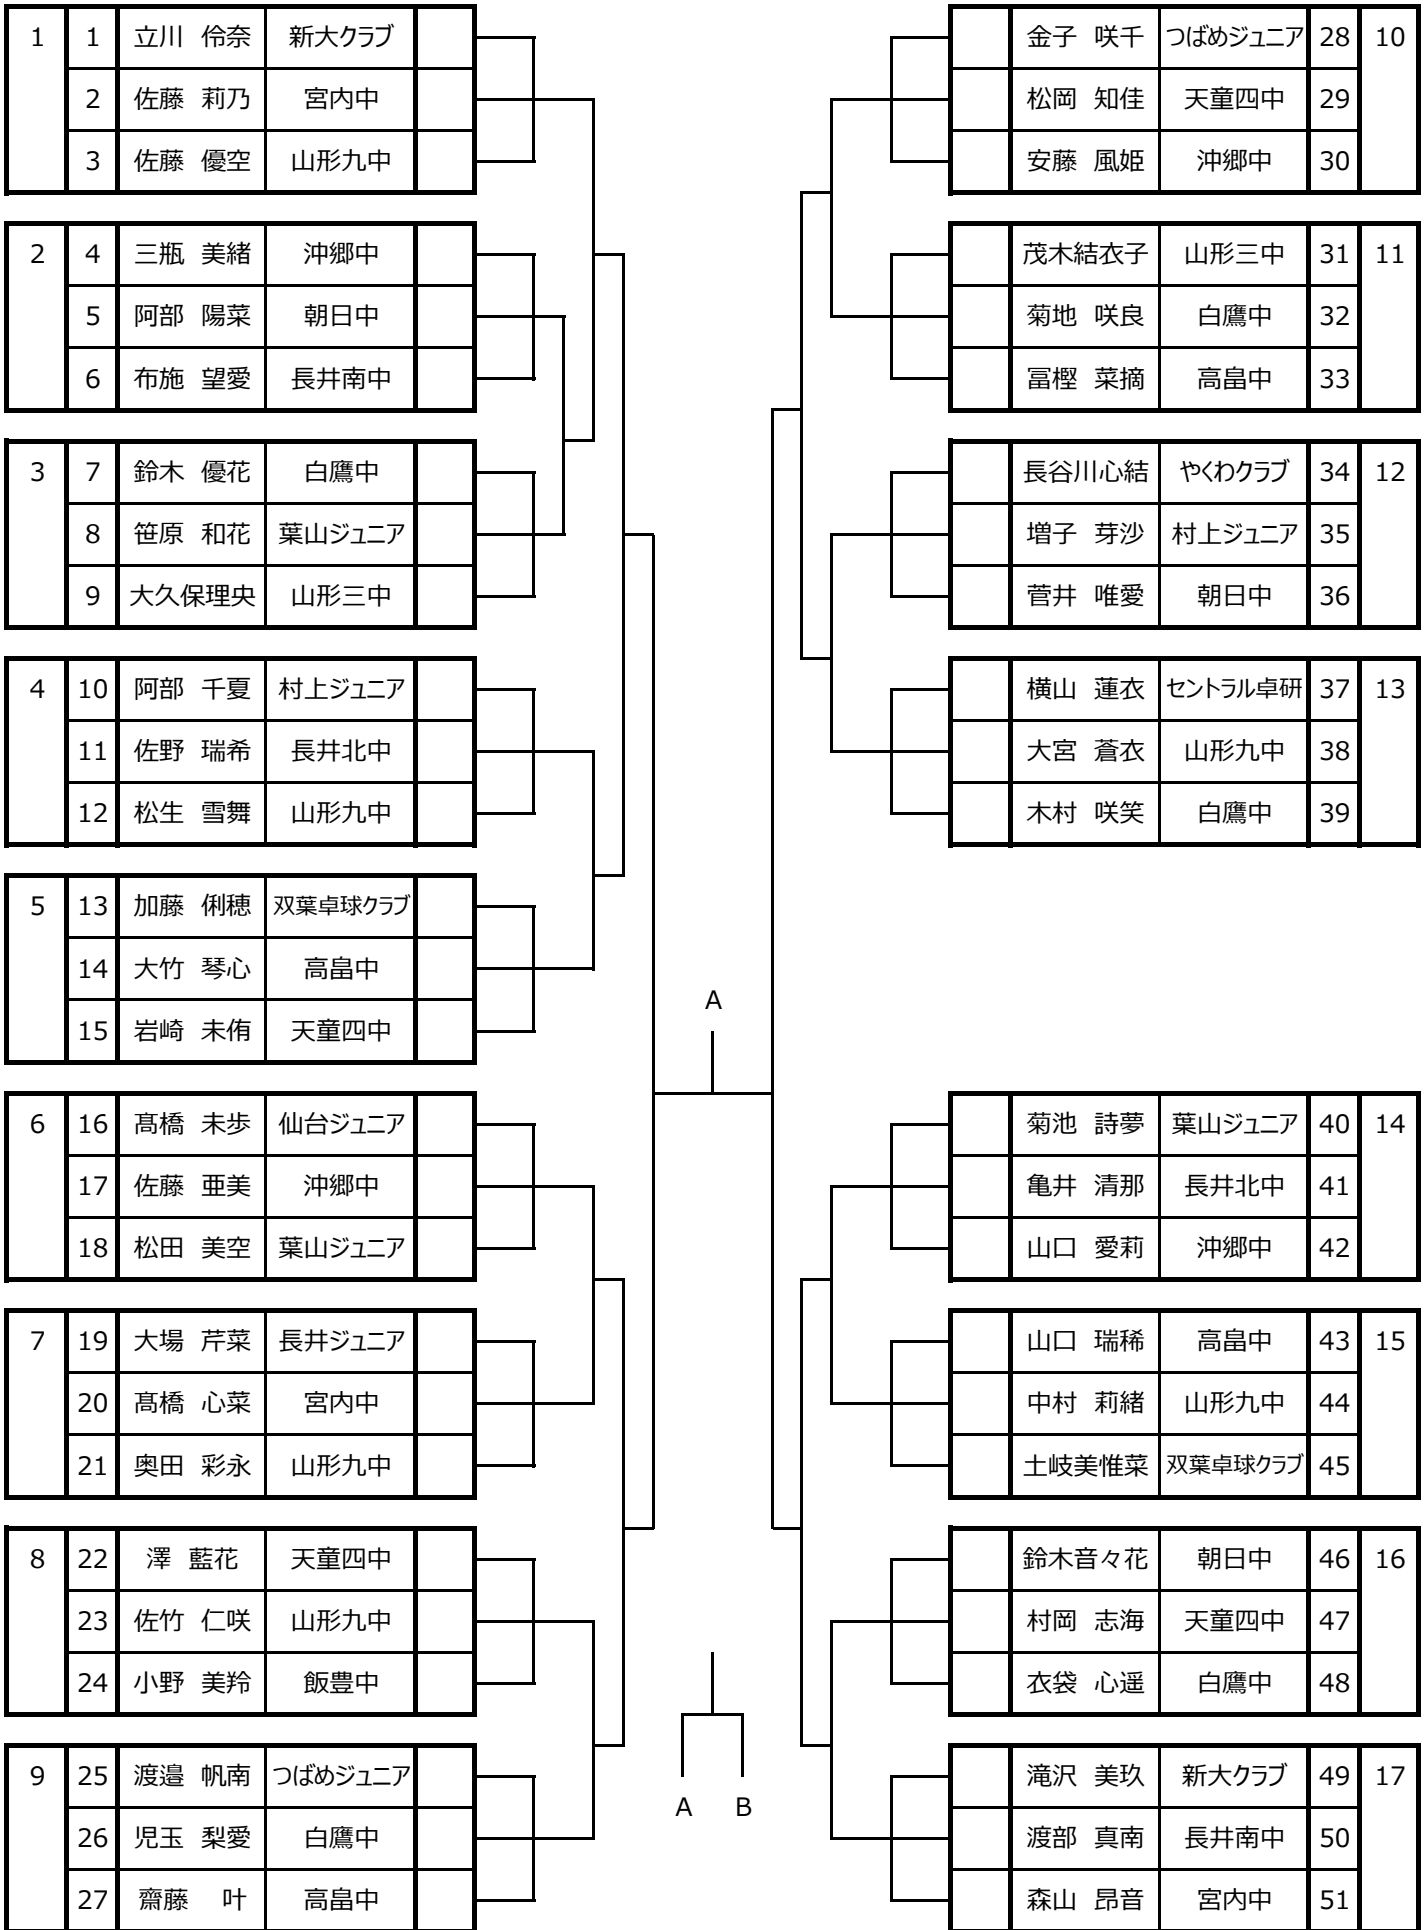 1 1 立川 伶奈 新大クラブ
2 佐藤 莉乃 宮内中
3 佐藤 優空 山形九中
2 4 三瓶 美緒 沖郷中
5 阿部 陽菜 朝日中
6 布施 望愛 長井南中
3 7 鈴木 優花 白鷹中
8 笹原 和花 葉山ジュニア
9 大久保理央 山形三中
4 10 阿部 千夏 村上ジュニア
11 佐野 瑞希 長井北中
12 松生 雪舞 山形九中
5 13 加藤 俐穂 双葉卓球クラブ
14 大竹 琴心 高畠中
15 岩崎 未侑 天童四中
6 16 髙橋 未歩 仙台ジュニア
17 佐藤 亜美 沖郷中
18 松田 美空 葉山ジュニア
7 19 大場 芹菜 長井ジュニア
20 髙橋 心菜 宮内中
21 奥田 彩永 山形九中
8 22 澤 藍花 天童四中
23 佐竹 仁咲 山形九中
24 小野 美羚 飯豊中
9 25 渡邉 帆南 つばめジュニア
26 児玉 梨愛 白鷹中
27 齋藤 叶 高畠中
A
A B
金子 咲千 つばめジュニア 28 10
松岡 知佳 天童四中 29
安藤 風姫 沖郷中 30
茂木結衣子 山形三中 31 11
菊地 咲良 白鷹中 32
冨樫 菜摘 高畠中 33
長谷川心結 やくわクラブ 34 12
増子 芽沙 村上ジュニア 35
菅井 唯愛 朝日中 36
横山 蓮衣 セントラル卓研 37 13
大宮 蒼衣 山形九中 38
木村 咲笑 白鷹中 39
菊池 詩夢 葉山ジュニア 40 14
亀井 清那 長井北中 41
山口 愛莉 沖郷中 42
山口 瑞稀 高畠中 43 15
中村 莉緒 山形九中 44
土岐美惟菜 双葉卓球クラブ 45
鈴木音々花 朝日中 46 16
村岡 志海 天童四中 47
衣袋 心遥 白鷹中 48
滝沢 美玖 新大クラブ 49 17
渡部 真南 長井南中 50
森山 昂音 宮内中 51